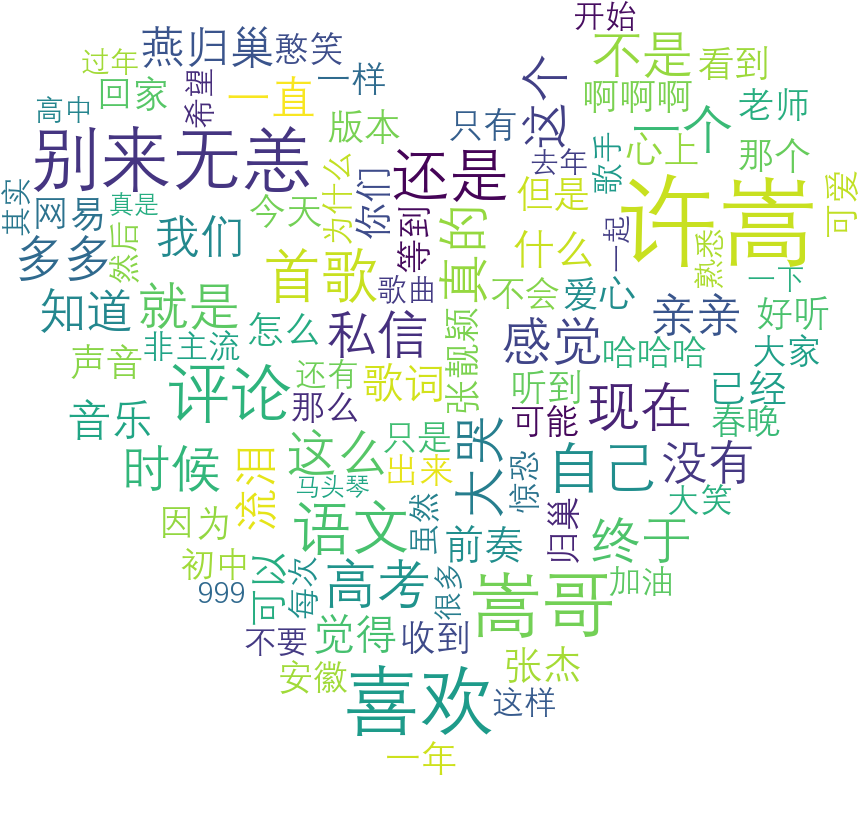 开始
过年
燕归巢
憨笑
不是
看到
回家
希望
一直
一样
这个
啊啊啊
老师
高中
版本
只有
一个
别来无恙
还是
去年
歌手
心上
那个
其实
网易
真是
为什么
你们
但是
许嵩
可爱
多多
然后
我们
今天
等到
真的
什么
一起
熟悉
首歌
歌曲
不会
爱心
亲亲
一下
好听
知道
就是
怎么
私信
张靓颖
感觉
哈哈哈
大家
声音
非主流
还有
歌词
听到
已经
音乐
评论
那么
可能
现在
春晚
时候
流泪
这么
只是
大哭
自己
没有
马头琴
出来
惊恐
大笑
因为
语文
虽然
前奏
归巢
终于
初中
999
可以
每次
高考
很多
嵩哥
加油
不要
觉得
收到
安徽
喜欢
张杰
这样
一年